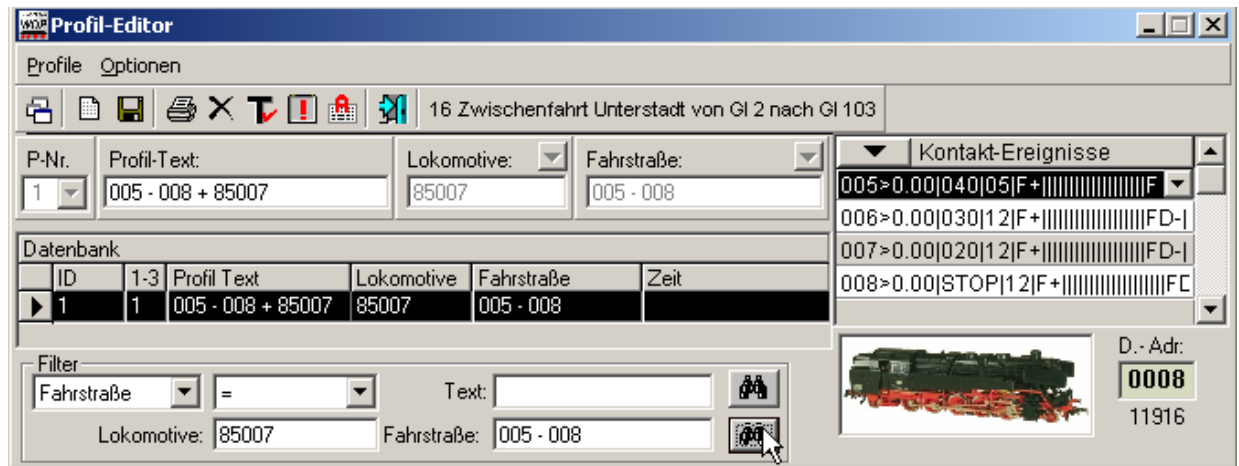 WDP Profil-Editor
Profile Optionen
16 Zwischenfahrt Unterstadt von Gl 2 nach Gl 103
P-Nr. Profil-Text: Lokomotive: Fahrstraße:
1 005 - 008 + 85007 85007 005 - 008
Kontakt-Ereignisse
005>0.00|040|05|F+|||||||||||||||||||F
006>0.00|030|12|F+|||||||||||||||||||FD-|
007>0.00|020|12|F+|||||||||||||||||||FD-|
008>0.00|STOP|12|F+|||||||||||||||||||FD
Datenbank
ID 1-3 Profil Text Lokomotive Fahrstraße Zeit
1 1 005 - 008 + 85007 85007 005 - 008
Filter
Fahrstraße = Text:
Lokomotive: 85007 Fahrstraße: 005 - 008
D.- Adr:
0008
11916